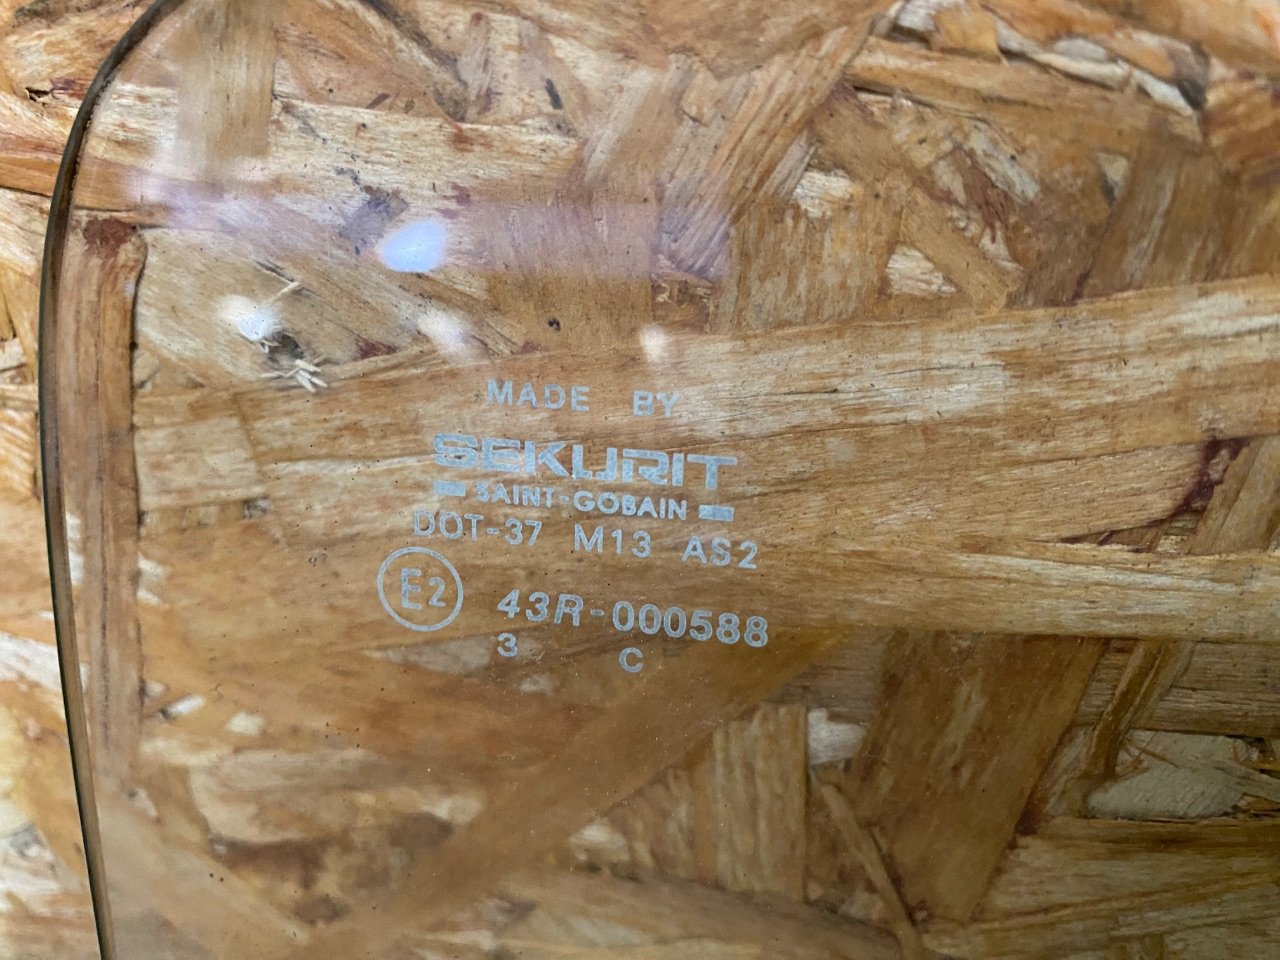 MADE BY
SEKURIT
SAINT-GOBAIN
DOT-37 M13 AS2
E2 43R-000588
3 C